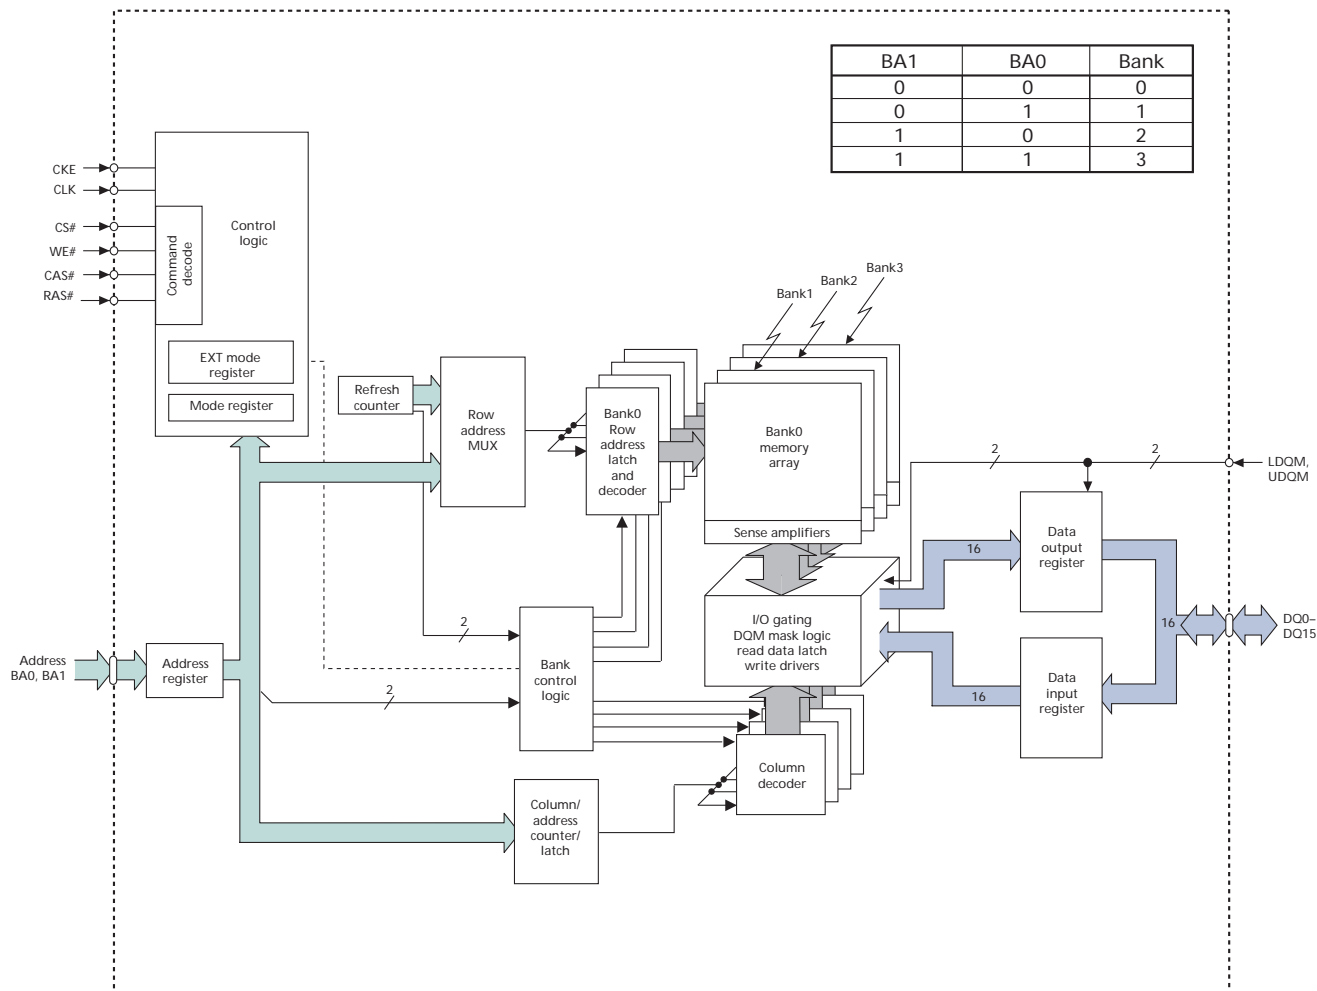 BA1 BA0 Bank
0 0 0
0 1 1
1 0 2
1 1 3
CKE
CLK
CS#
WE#
CAS#
RAS#
Control
logic
Command
decode
EXT mode
register
Mode register
Refresh
counter
Row
address
MUX
Bank0
Row
address
latch
and
decoder
Bank1
Bank2
Bank3
Bank0
memory
array
Sense amplifiers
2
2
LDQM,
UDQM
16
Data
output
register
I/O gating
DQM mask logic
read data latch
write drivers
16
DQ0–
DQ15
16
Data
input
register
2
Bank
control
logic
2
Address
BA0, BA1
Address
register
Column
decoder
Column/
address
counter/
latch